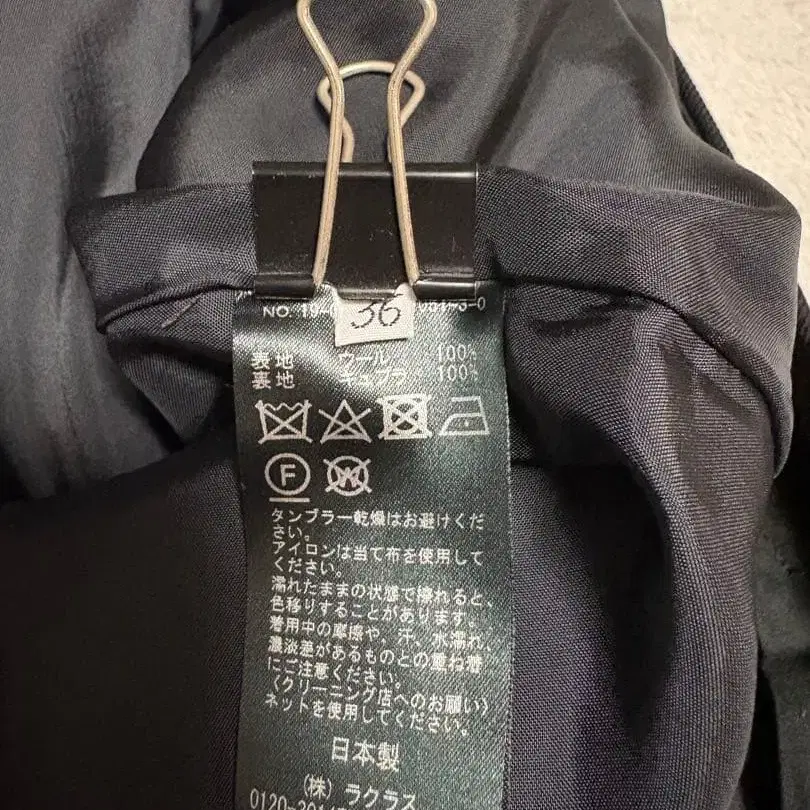 36
NO. 19-
表地 ウール 100%
裏地 キュプラ 100%
F
W
タンブラー乾燥はお避けくだ
さい。
アイロンは当て布を使用して
ください。
濡れたままの状態で擦れると、
色移りすることがあります。
着用中の摩擦や、汗、水濡れ、
濃淡差があるものとの重ね着
にご注意ください。
〈クリーニング店へのお願い〉
ネットを使用してください。
日本製
(株) ラクラス
0120-